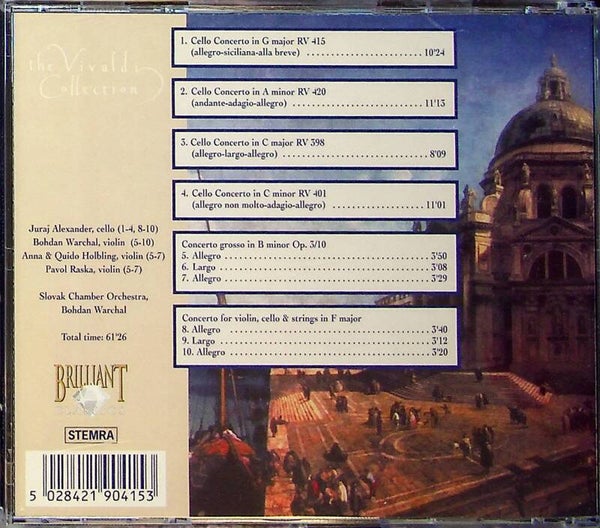 the Vivaldi
Collection
1. Cello Concerto in G major RV 415
(allegro-siciliana-alla breve) ........................ 10'24
2. Cello Concerto in A minor RV 420
(andante-adagio-allegro) ........................ 11'13
3. Cello Concerto in C major RV 398
(allegro-largo-allegro) ........................ 8'09
4. Cello Concerto in C minor RV 401
(allegro non molto-adagio-allegro) .................... 11'01
Concerto grosso in B minor Op. 3/10
5. Allegro ........................ 3'50
6. Largo ........................ 3'08
7. Allegro ........................ 3'29
Concerto for violin, cello & strings in F major
8. Allegro ........................ 3'40
9. Largo ........................ 3'12
10. Allegro ........................ 3'20
Juraj Alexander, cello (1-4, 8-10)
Bohdan Warchal, violin (5-10)
Anna & Quido Holbling, violin (5-7)
Pavol Raska, violin (5-7)
Slovak Chamber Orchestra,
Bohdan Warchal
Total time: 61'26
BRILLIANT
CLASSICS
STEMRA
5 028421 904153